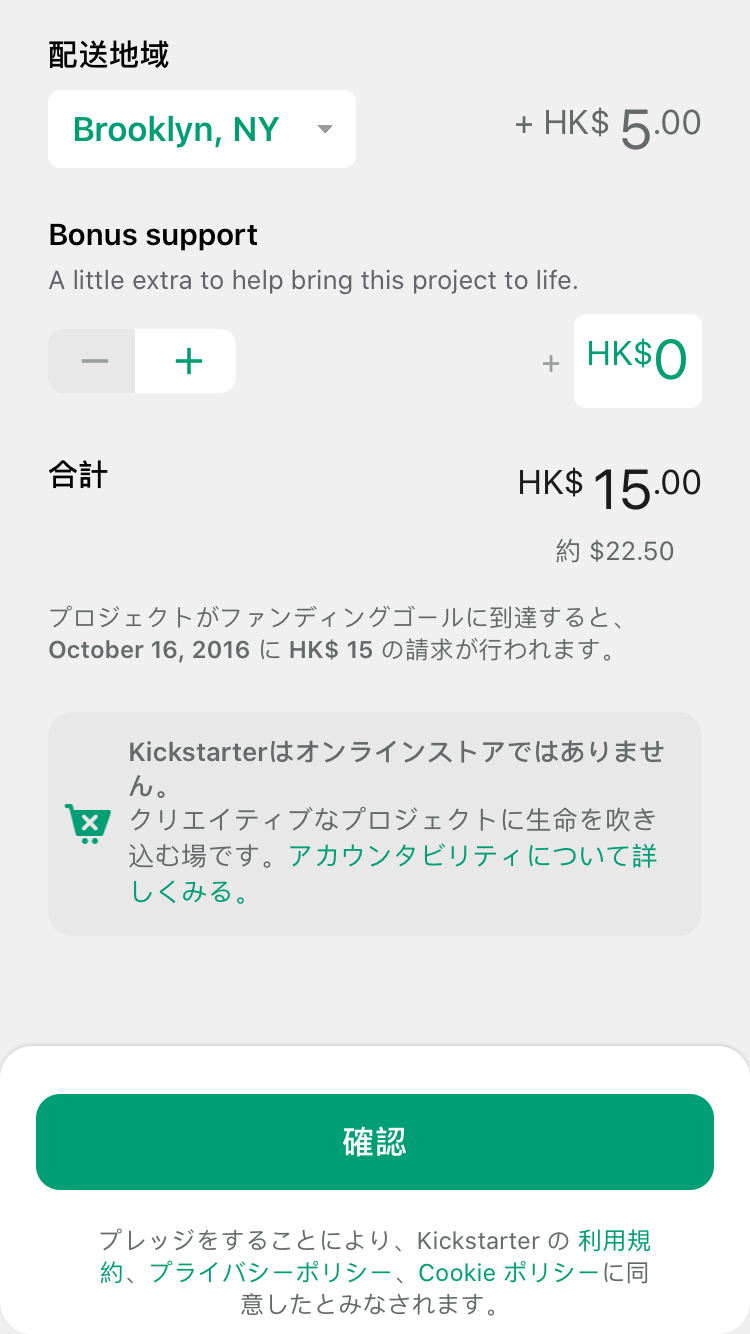 配送地域
Brooklyn, NY
+ HK$ 5.00
Bonus support
A little extra to help bring this project to life.
− +
+ HK$0
合計
HK$ 15.00
約 $22.50
プロジェクトがファンディングゴールに到達すると、
October 16, 2016 に HK$ 15 の請求が行われます。
Kickstarterはオンラインストアではありませ
ん。
クリエイティブなプロジェクトに生命を吹き
込む場です。アカウンタビリティについて詳
しくみる。
確認
プレッジをすることにより、Kickstarter の 利用規
約、プライバシーポリシー、Cookie ポリシーに同
意したとみなされます。